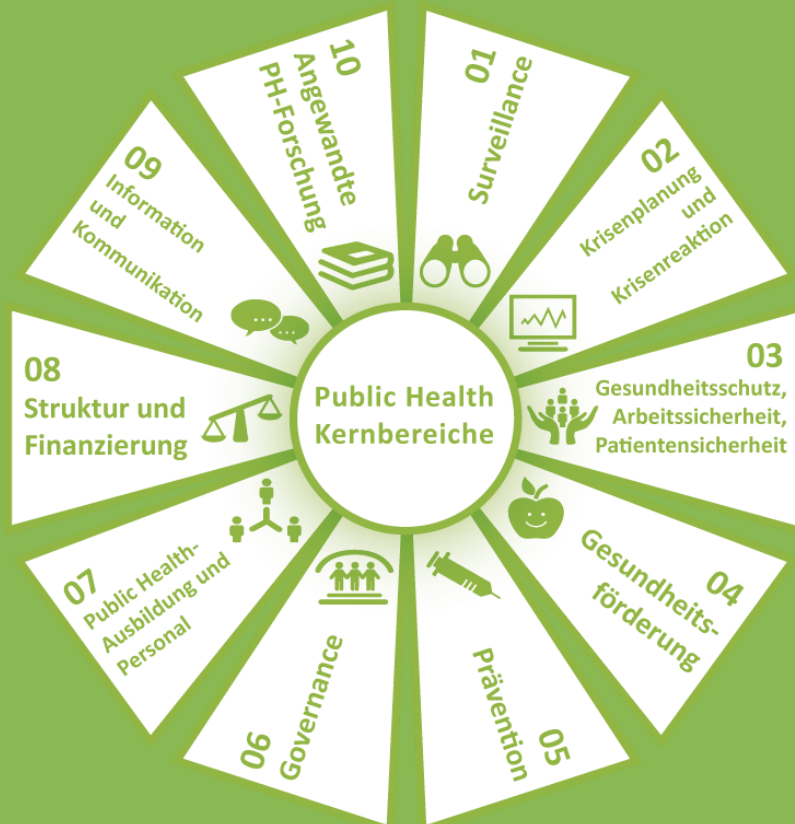 Public Health
Kernbereiche
01
Surveillance
02
Krisenplanung
und
Krisenreaktion
03
Gesundheitsschutz,
Arbeitssicherheit,
Patientensicherheit
04
Gesundheits-
förderung
05
Prävention
06
Governance
07
Public Health-
Ausbildung und
Personal
08
Struktur und
Finanzierung
09
Information
und
Kommunikation
10
Angewandte
PH-Forschung